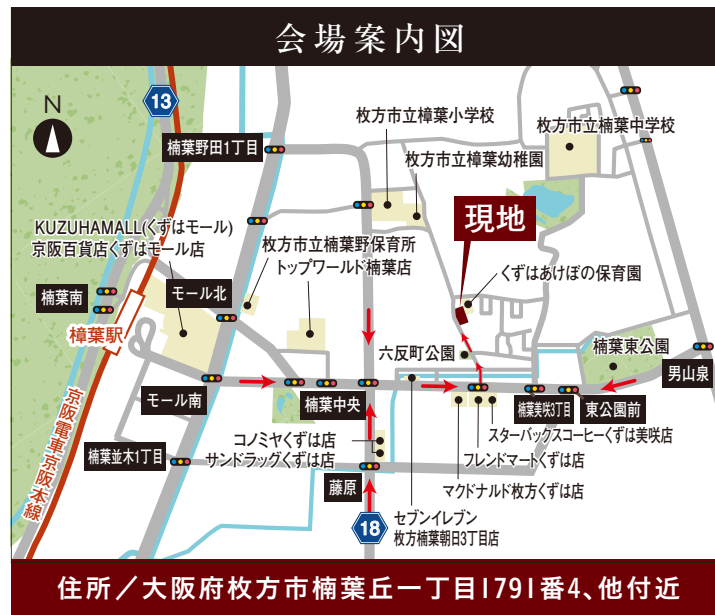 会場案内図
N
13
枚方市立樟葉小学校
枚方市立楠葉中学校
楠葉野田1丁目
枚方市立樟葉幼稚園
現地
KUZUHAMALL(くずはモール)
京阪百貨店くずはモール店
枚方市立楠葉野保育所
トップワールド楠葉店
くずはあけぼの保育園
楠葉南
モール北
樟葉駅
六反町公園
楠葉東公園
男山泉
モール南
楠葉中央
楠葉美咲3丁目
東公園前
京阪電車京阪本線
楠葉並木1丁目
コノミヤくずは店
サンドラッグくずは店
スターバックスコーヒーくずは美咲店
フレンドマートくずは店
藤原
マクドナルド枚方くずは店
18
セブンイレブン
枚方楠葉朝日3丁目店
住所／大阪府枚方市楠葉丘一丁目1791番4、他付近